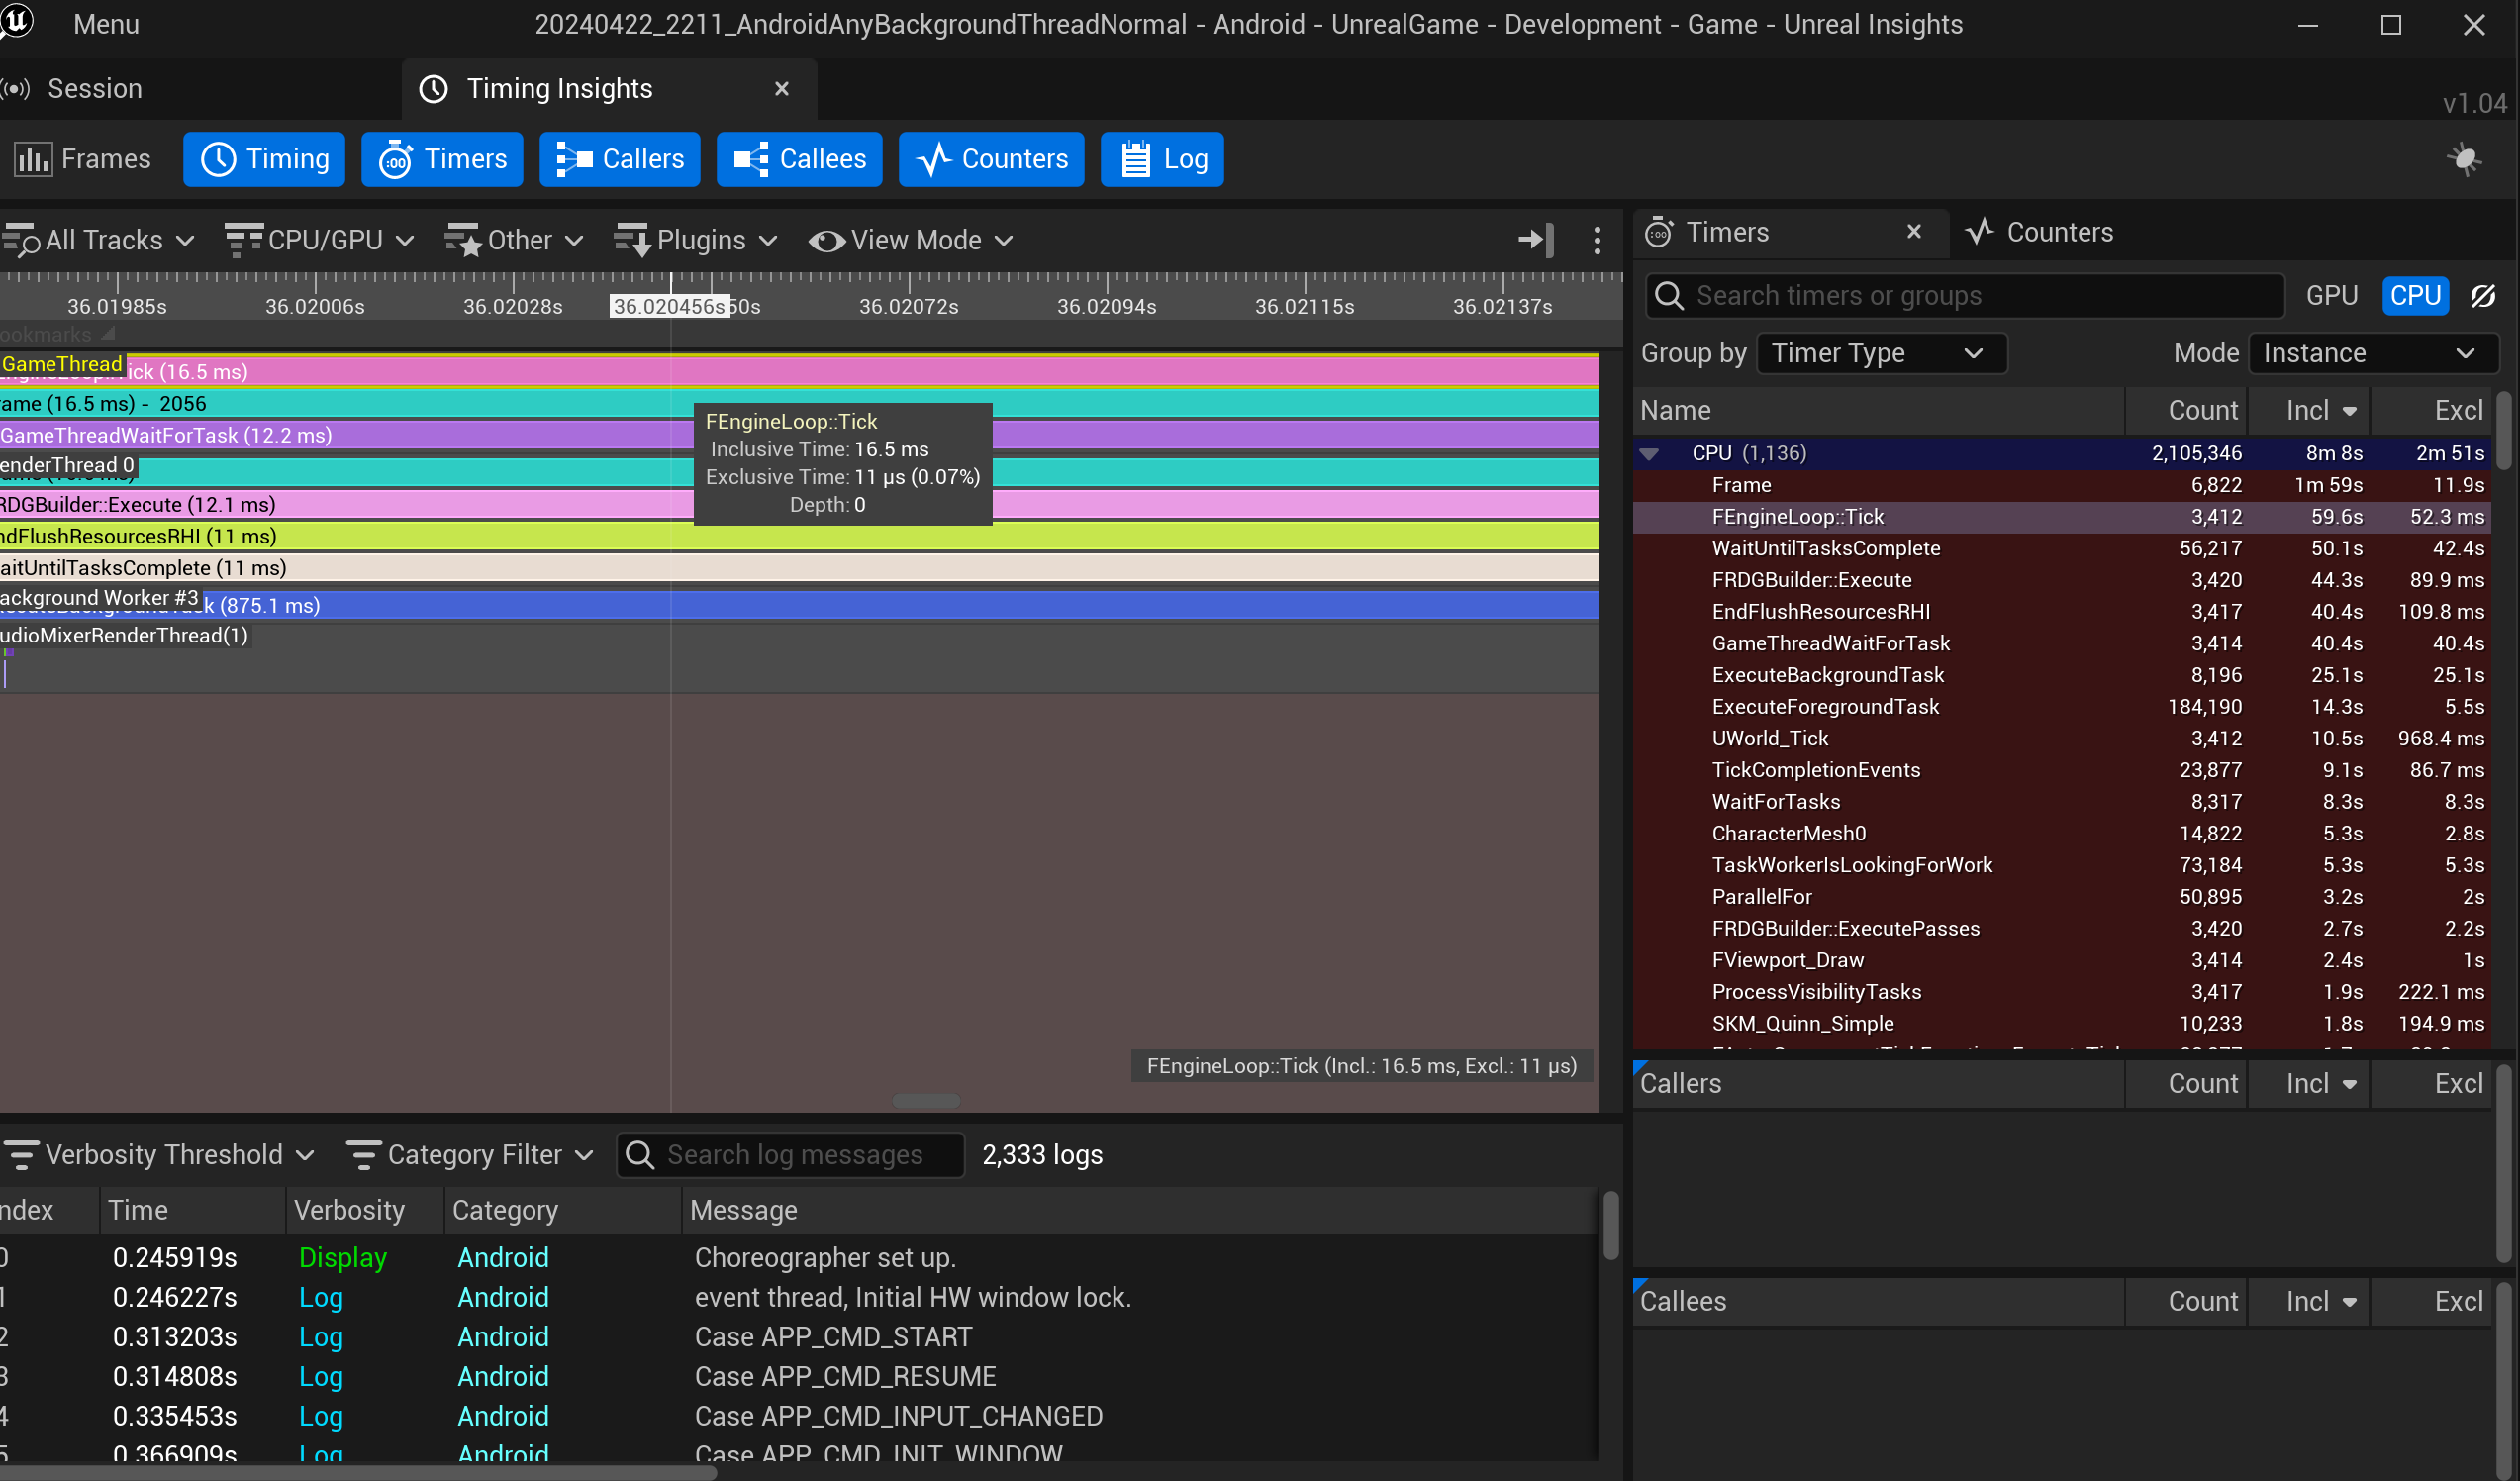 Menu
20240422_2211_AndroidAnyBackgroundThreadNormal - Android - UnrealGame - Development - Game - Unreal Insights
Session
Timing Insights
v1.04
Frames Timing Timers Callers Callees Counters Log
All Tracks CPU/GPU Other Plugins View Mode
36.01985s 36.02006s 36.02028s 36.020456s 50s 36.02072s 36.02094s 36.02115s 36.02137s
ookmarks
GameThread
ick (16.5 ms)
ame (16.5 ms) - 2056
GameThreadWaitForTask (12.2 ms)
enderThread 0
RDGBuilder::Execute (12.1 ms)
ndFlushResourcesRHI (11 ms)
aitUntilTasksComplete (11 ms)
ackground Worker #3
k (875.1 ms)
udioMixerRenderThread(1)
FEngineLoop::Tick
Inclusive Time: 16.5 ms
Exclusive Time: 11 µs (0.07%)
Depth: 0
FEngineLoop::Tick (Incl.: 16.5 ms, Excl.: 11 µs)
Verbosity Threshold Category Filter Search log messages 2,333 logs
ndex Time Verbosity Category Message
0 0.245919s Display Android Choreographer set up.
1 0.246227s Log Android event thread, Initial HW window lock.
2 0.313203s Log Android Case APP_CMD_START
3 0.314808s Log Android Case APP_CMD_RESUME
4 0.335453s Log Android Case APP_CMD_INPUT_CHANGED
5 0.366909s Log Android Case APP_CMD_INIT_WINDOW
Timers Counters
Search timers or groups GPU CPU
Group by Timer Type Mode Instance
Name Count Incl Excl
CPU (1,136) 2,105,346 8m 8s 2m 51s
Frame 6,822 1m 59s 11.9s
FEngineLoop::Tick 3,412 59.6s 52.3 ms
WaitUntilTasksComplete 56,217 50.1s 42.4s
FRDGBuilder::Execute 3,420 44.3s 89.9 ms
EndFlushResourcesRHI 3,417 40.4s 109.8 ms
GameThreadWaitForTask 3,414 40.4s 40.4s
ExecuteBackgroundTask 8,196 25.1s 25.1s
ExecuteForegroundTask 184,190 14.3s 5.5s
UWorld_Tick 3,412 10.5s 968.4 ms
TickCompletionEvents 23,877 9.1s 86.7 ms
WaitForTasks 8,317 8.3s 8.3s
CharacterMesh0 14,822 5.3s 2.8s
TaskWorkerIsLookingForWork 73,184 5.3s 5.3s
ParallelFor 50,895 3.2s 2s
FRDGBuilder::ExecutePasses 3,420 2.7s 2.2s
FViewport_Draw 3,414 2.4s 1s
ProcessVisibilityTasks 3,417 1.9s 222.1 ms
SKM_Quinn_Simple 10,233 1.8s 194.9 ms
Callers Count Incl Excl
Callees Count Incl Excl